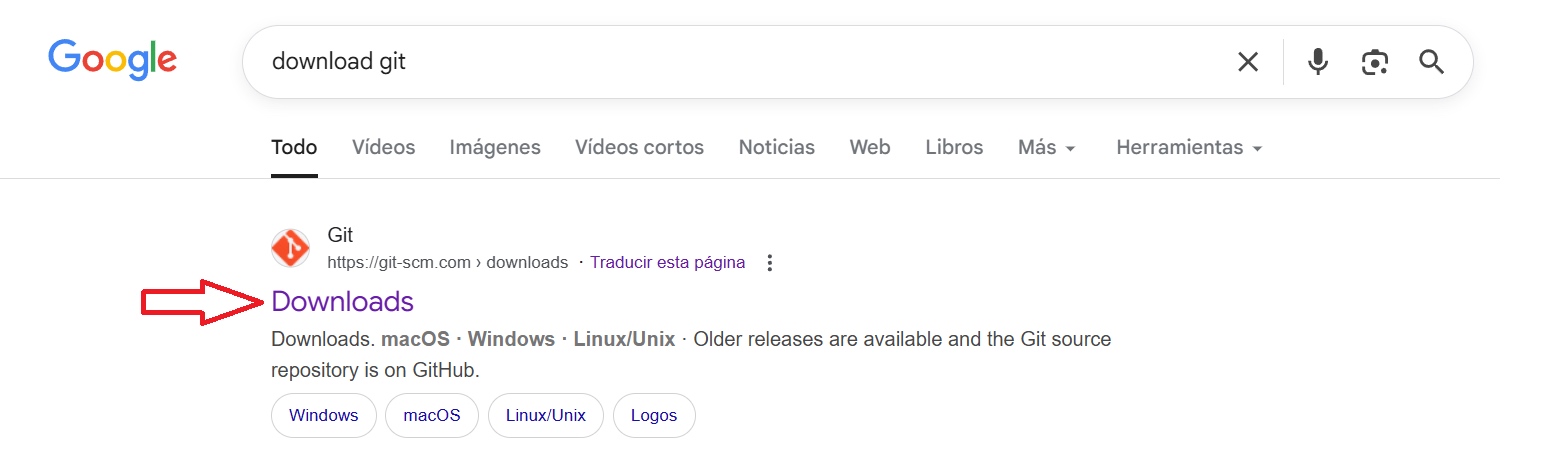 Google
download git
Todo Vídeos Imágenes Vídeos cortos Noticias Web Libros Más Herramientas
Git
https://git-scm.com › downloads · Traducir esta página
Downloads
Downloads. macOS · Windows · Linux/Unix · Older releases are available and the Git source
repository is on GitHub.
Windows macOS Linux/Unix Logos